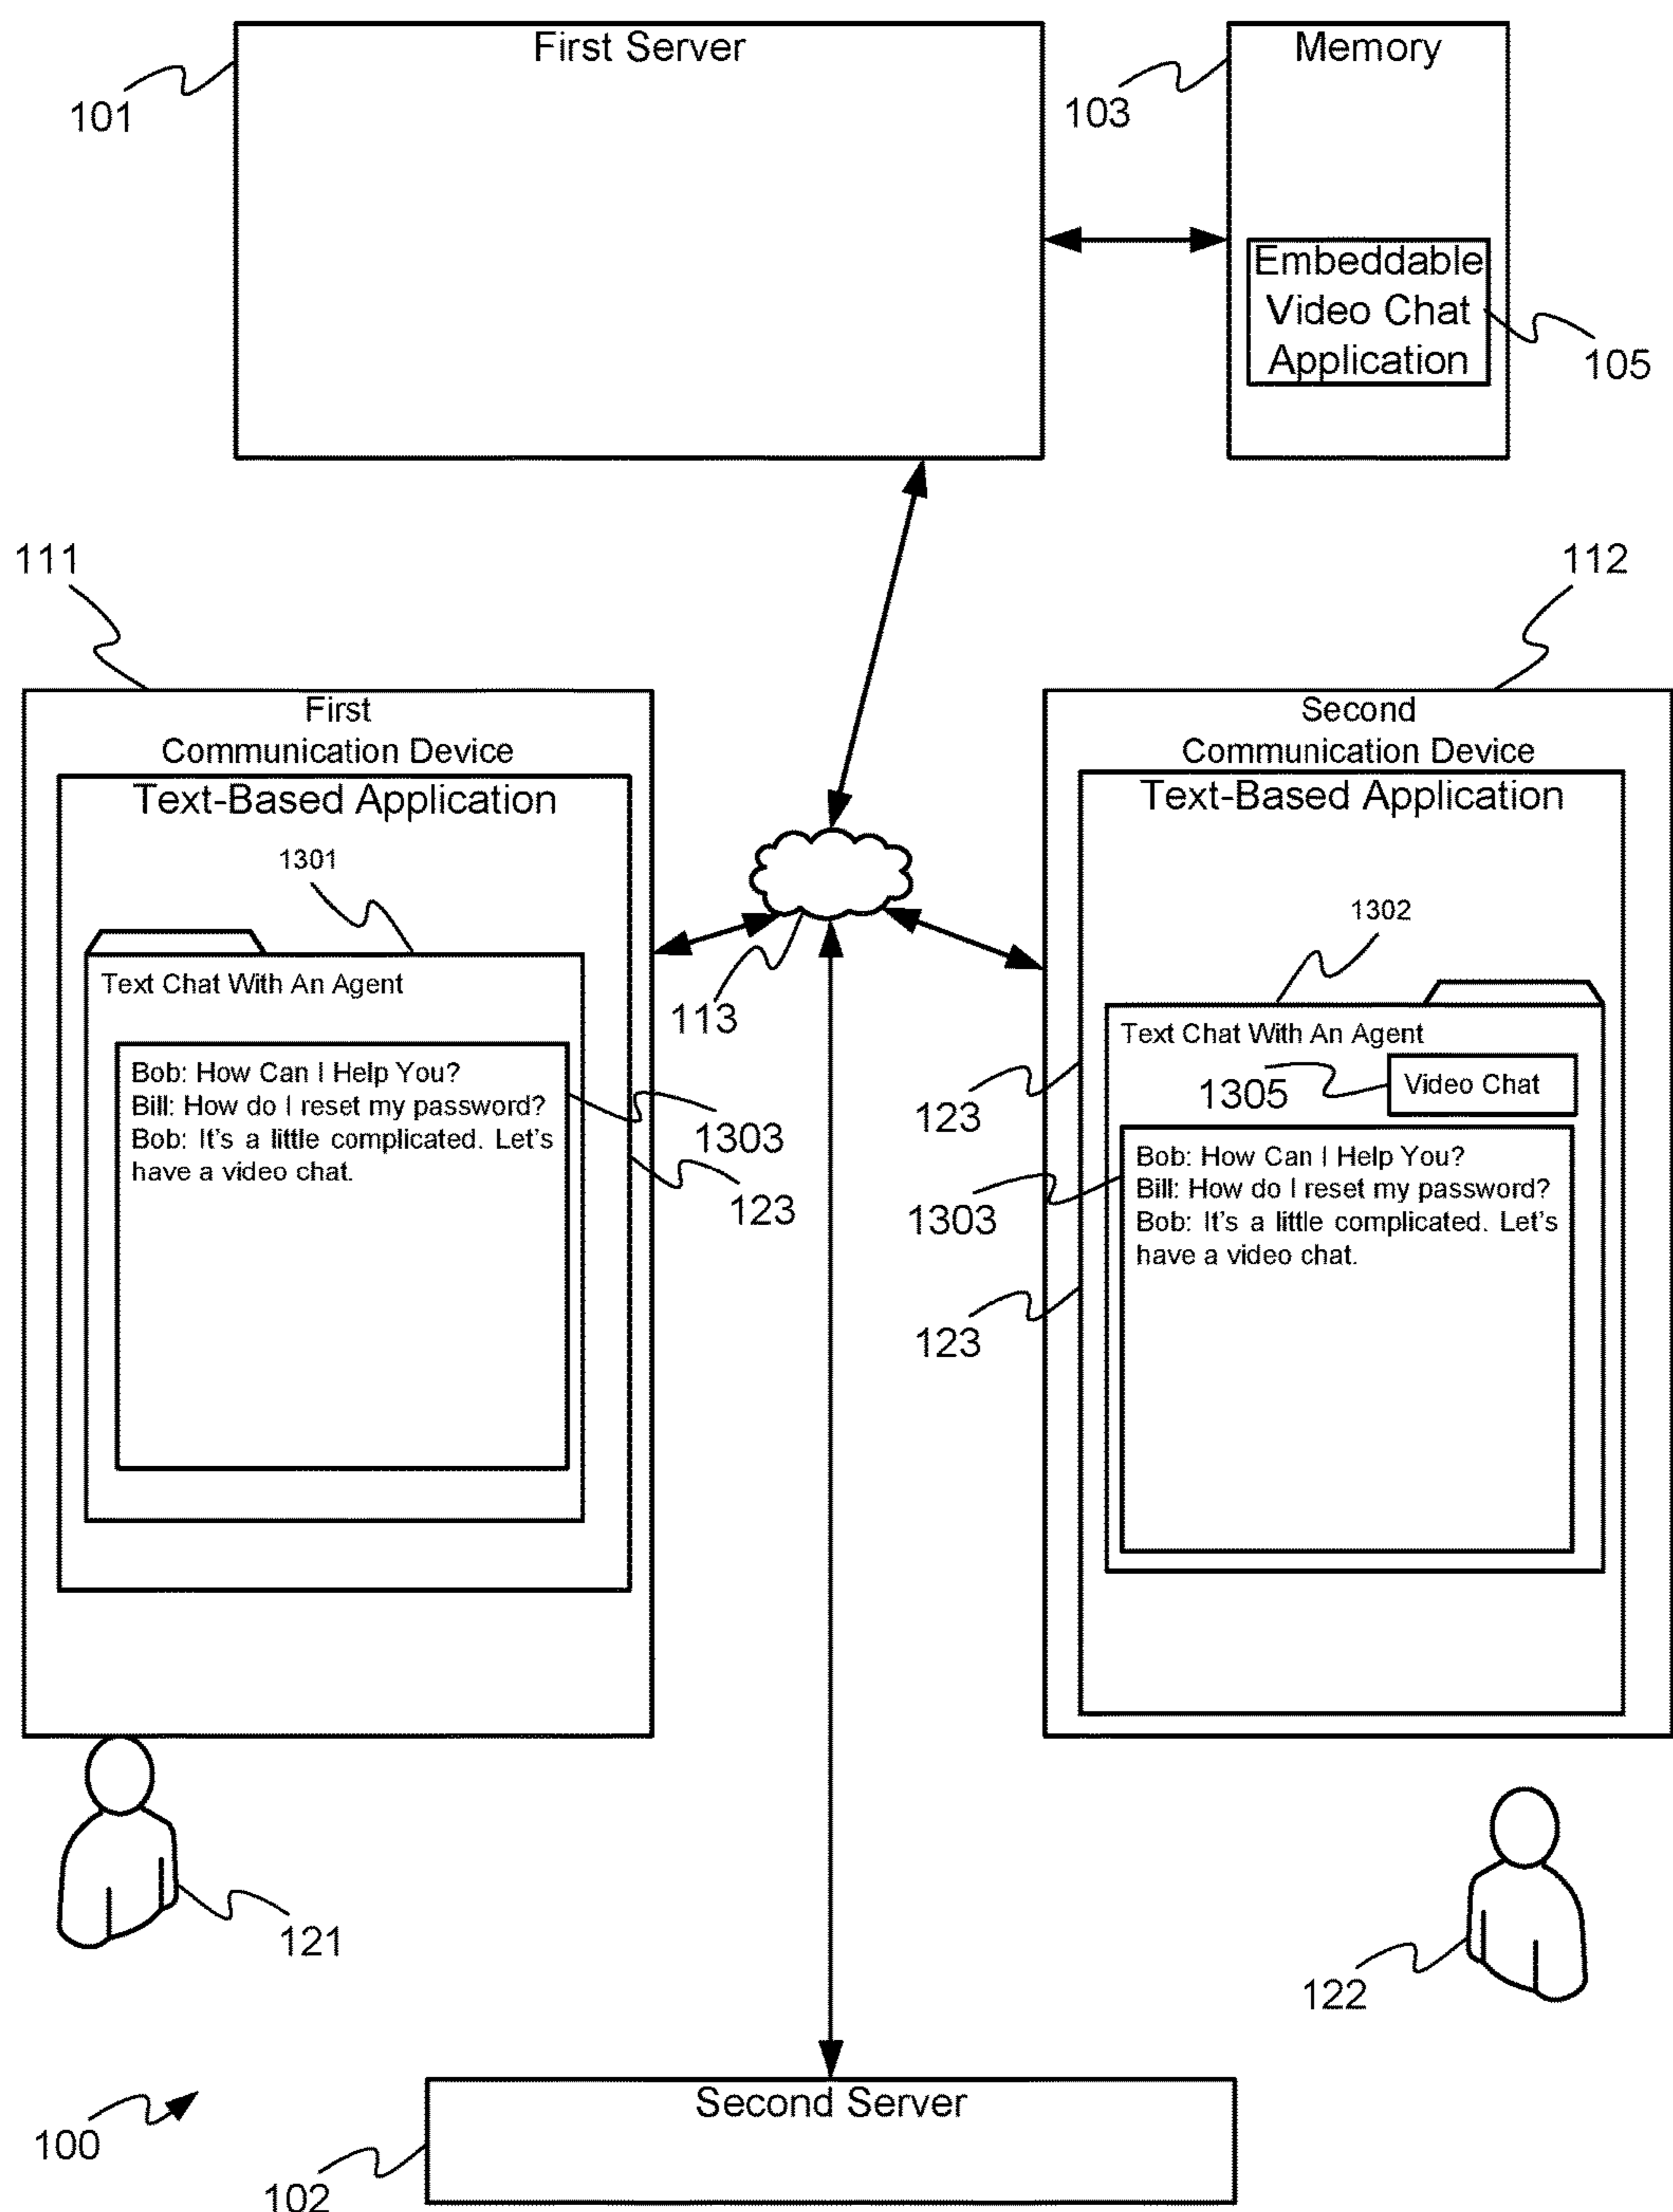 First Server
Memory
101
103
Embeddable
Video Chat
Application
105
111
112
First
Communication Device
Text-Based Application
1301
Text Chat With An Agent
Bob: How Can I Help You?
Bill: How do I reset my password?
Bob: It's a little complicated. Let's
have a video chat.
1303
123
113
Second
Communication Device
Text-Based Application
1302
Text Chat With An Agent
123
1305
Video Chat
Bob: How Can I Help You?
Bill: How do I reset my password?
Bob: It's a little complicated. Let's
have a video chat.
1303
123
121
122
Second Server
100
102